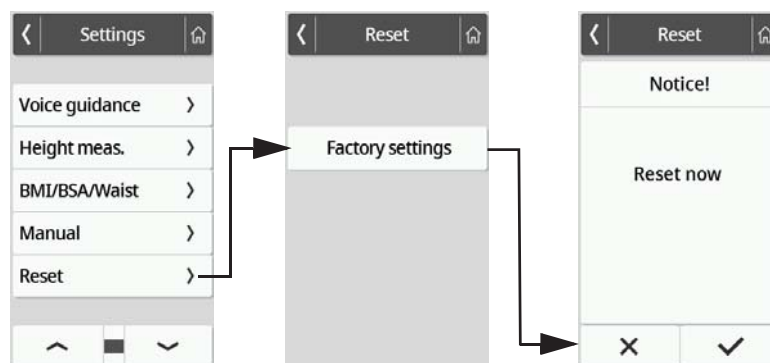 Settings
Voice guidance
Height meas.
BMI/BSA/Waist
Manual
Reset
Reset
Factory settings
Reset
Notice!
Reset now